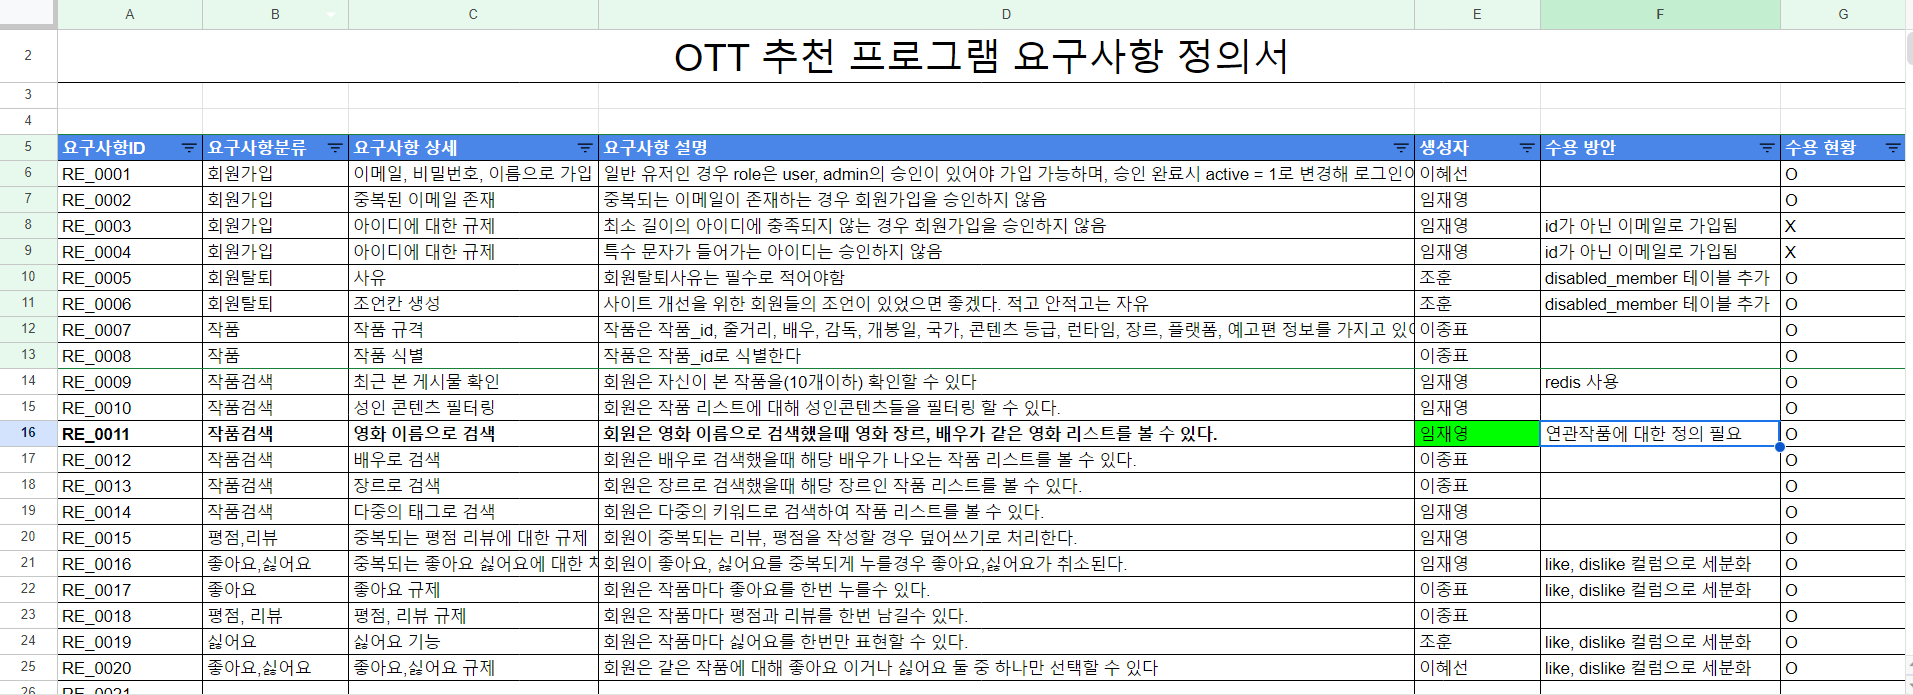 A B C D E F G
2 OTT 추천 프로그램 요구사항 정의서
3
4
5 요구사항ID 요구사항분류 요구사항 상세 요구사항 설명 생성자 수용 방안 수용 현황
6 RE_0001 회원가입 이메일, 비밀번호, 이름으로 가입 일반 유저인 경우 role은 user, admin의 승인이 있어야 가입 가능하며, 승인 완료시 active = 1로 변경해 로그인이 이혜선 O
7 RE_0002 회원가입 중복된 이메일 존재 중복되는 이메일이 존재하는 경우 회원가입을 승인하지 않음 임재영 O
8 RE_0003 회원가입 아이디에 대한 규제 최소 길이의 아이디에 충족되지 않는 경우 회원가입을 승인하지 않음 임재영 id가 아닌 이메일로 가입됨 X
9 RE_0004 회원가입 아이디에 대한 규제 특수 문자가 들어가는 아이디는 승인하지 않음 임재영 id가 아닌 이메일로 가입됨 X
10 RE_0005 회원탈퇴 사유 회원탈퇴사유는 필수로 적어야함 조훈 disabled_member 테이블 추가 O
11 RE_0006 회원탈퇴 조언칸 생성 사이트 개선을 위한 회원들의 조언이 있었으면 좋겠다. 적고 안적고는 자유 조훈 disabled_member 테이블 추가 O
12 RE_0007 작품 작품 규격 작품은 작품_id, 줄거리, 배우, 감독, 개봉일, 국가, 콘텐츠 등급, 런타임, 장르, 플랫폼, 예고편 정보를 가지고 있 이종표 O
13 RE_0008 작품 작품 식별 작품은 작품_id로 식별한다 이종표 O
14 RE_0009 작품검색 최근 본 게시물 확인 회원은 자신이 본 작품을(10개이하) 확인할 수 있다 임재영 redis 사용 O
15 RE_0010 작품검색 성인 콘텐츠 필터링 회원은 작품 리스트에 대해 성인콘텐츠들을 필터링 할 수 있다. 임재영 O
16 RE_0011 작품검색 영화 이름으로 검색 회원은 영화 이름으로 검색했을때 영화 장르, 배우가 같은 영화 리스트를 볼 수 있다. 임재영 연관작품에 대한 정의 필요 O
17 RE_0012 작품검색 배우로 검색 회원은 배우로 검색했을때 해당 배우가 나오는 작품 리스트를 볼 수 있다. 이종표 O
18 RE_0013 작품검색 장르로 검색 회원은 장르로 검색했을때 해당 장르인 작품 리스트를 볼 수 있다. 이종표 O
19 RE_0014 작품검색 다중의 태그로 검색 회원은 다중의 키워드로 검색하여 작품 리스트를 볼 수 있다. 임재영 O
20 RE_0015 평점,리뷰 중복되는 평점 리뷰에 대한 규제 회원이 중복되는 리뷰, 평점을 작성할 경우 덮어쓰기로 처리한다. 임재영 O
21 RE_0016 좋아요,싫어요 중복되는 좋아요 싫어요에 대한 회원이 좋아요, 싫어요를 중복되게 누를경우 좋아요,싫어요가 취소된다. 임재영 like, dislike 컬럼으로 세분화 O
22 RE_0017 좋아요 좋아요 규제 회원은 작품마다 좋아요를 한번 누를수 있다. 이종표 like, dislike 컬럼으로 세분화 O
23 RE_0018 평점, 리뷰 평점, 리뷰 규제 회원은 작품마다 평점과 리뷰를 한번 남길수 있다. 이종표 O
24 RE_0019 싫어요 싫어요 기능 회원은 작품마다 싫어요를 한번만 표현할 수 있다. 조훈 like, dislike 컬럼으로 세분화 O
25 RE_0020 좋아요,싫어요 좋아요,싫어요 규제 회원은 같은 작품에 대해 좋아요 이거나 싫어요 둘 중 하나만 선택할 수 있다 이혜선 like, dislike 컬럼으로 세분화 O
26 RE_0021